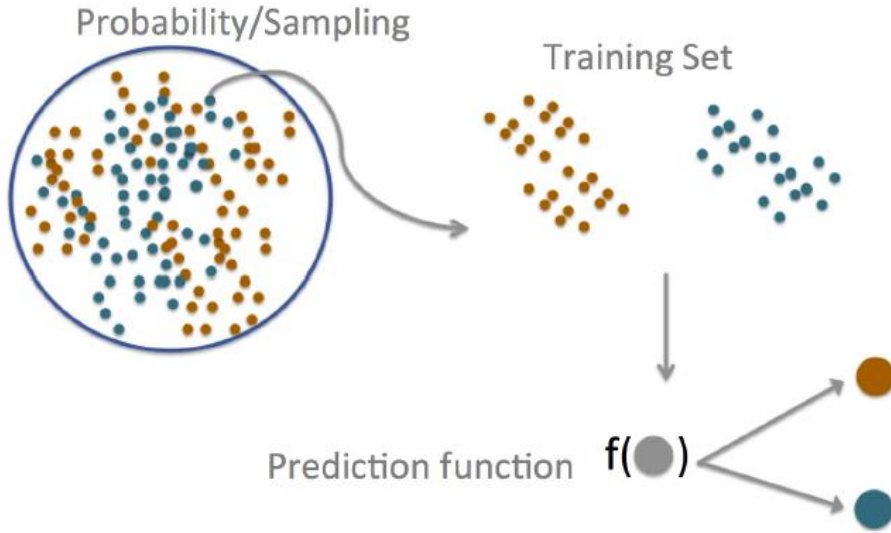 Probability/Sampling
Training Set
Prediction function
f( )